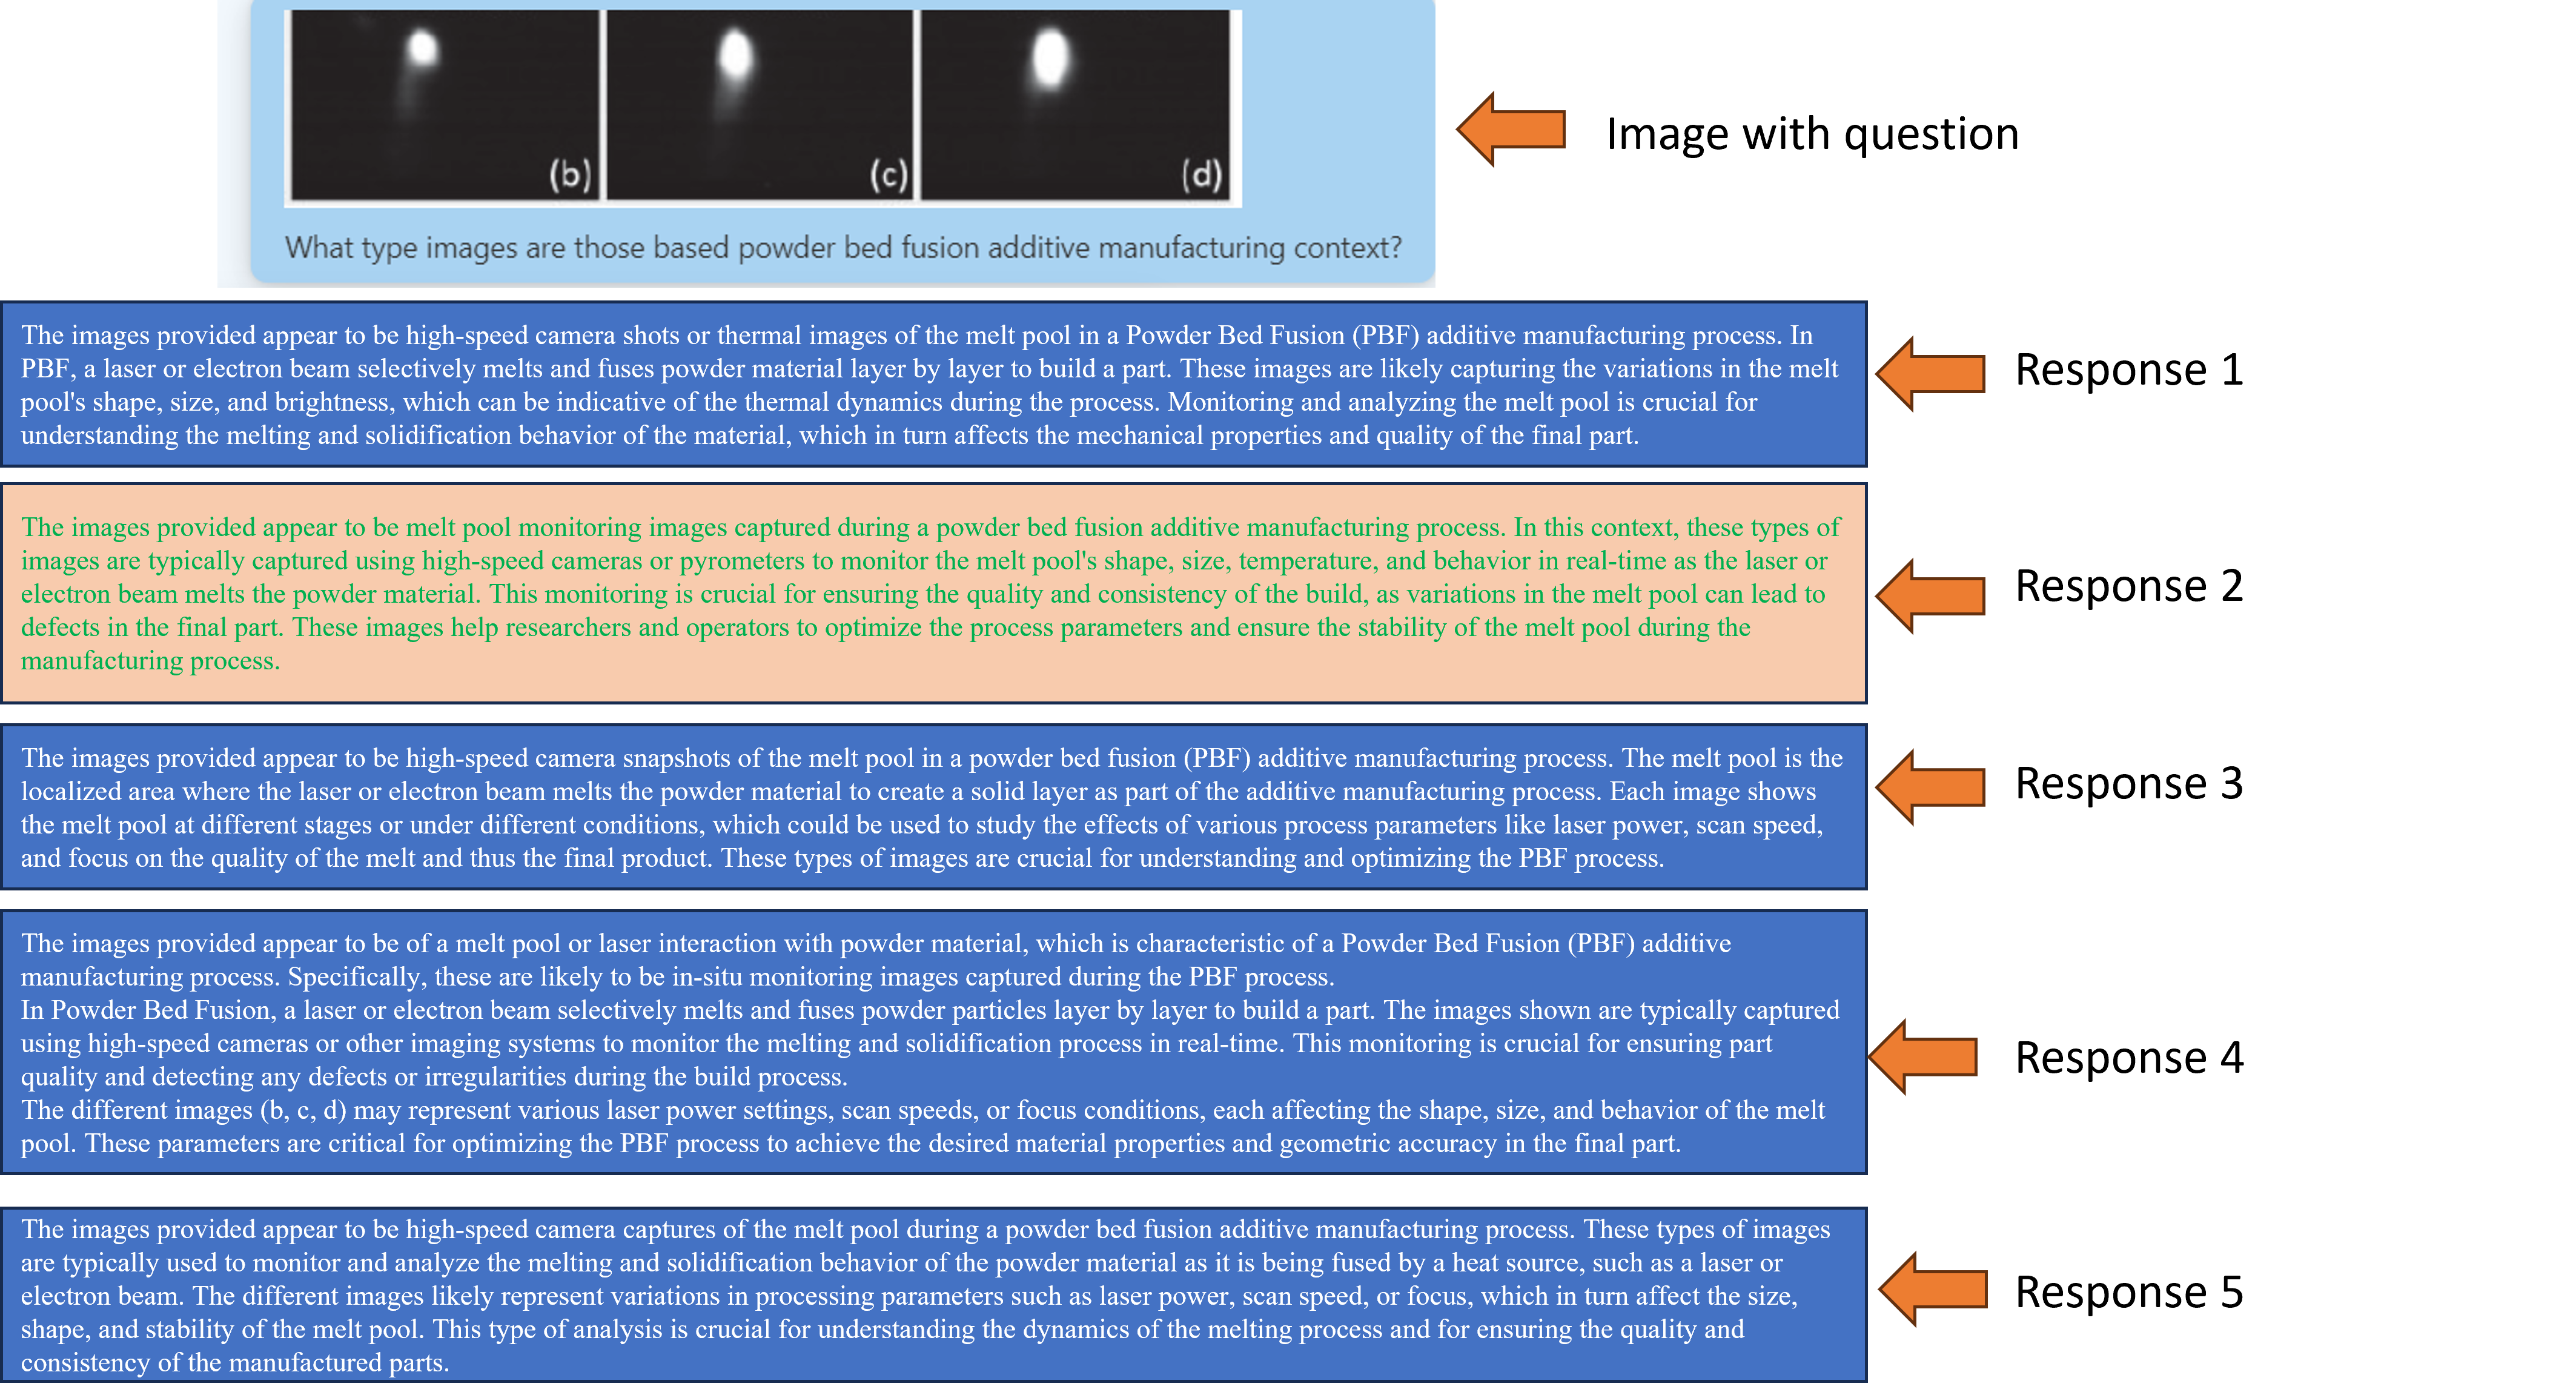 (b)
(c)
(d)
What type images are those based powder bed fusion additive manufacturing context?
Image with question
The images provided appear to be high-speed camera shots or thermal images of the melt pool in a Powder Bed Fusion (PBF) additive manufacturing process. In
PBF, a laser or electron beam selectively melts and fuses powder material layer by layer to build a part. These images are likely capturing the variations in the melt
pool's shape, size, and brightness, which can be indicative of the thermal dynamics during the process. Monitoring and analyzing the melt pool is crucial for
understanding the melting and solidification behavior of the material, which in turn affects the mechanical properties and quality of the final part.
Response 1
The images provided appear to be melt pool monitoring images captured during a powder bed fusion additive manufacturing process. In this context, these types of
images are typically captured using high-speed cameras or pyrometers to monitor the melt pool's shape, size, temperature, and behavior in real-time as the laser or
electron beam melts the powder material. This monitoring is crucial for ensuring the quality and consistency of the build, as variations in the melt pool can lead to
defects in the final part. These images help researchers and operators to optimize the process parameters and ensure the stability of the melt pool during the
manufacturing process.
Response 2
The images provided appear to be high-speed camera snapshots of the melt pool in a powder bed fusion (PBF) additive manufacturing process. The melt pool is the
localized area where the laser or electron beam melts the powder material to create a solid layer as part of the additive manufacturing process. Each image shows
the melt pool at different stages or under different conditions, which could be used to study the effects of various process parameters like laser power, scan speed,
and focus on the quality of the melt and thus the final product. These types of images are crucial for understanding and optimizing the PBF process.
Response 3
The images provided appear to be of a melt pool or laser interaction with powder material, which is characteristic of a Powder Bed Fusion (PBF) additive
manufacturing process. Specifically, these are likely to be in-situ monitoring images captured during the PBF process.
In Powder Bed Fusion, a laser or electron beam selectively melts and fuses powder particles layer by layer to build a part. The images shown are typically captured
using high-speed cameras or other imaging systems to monitor the melting and solidification process in real-time. This monitoring is crucial for ensuring part
quality and detecting any defects or irregularities during the build process.
The different images (b, c, d) may represent various laser power settings, scan speeds, or focus conditions, each affecting the shape, size, and behavior of the melt
pool. These parameters are critical for optimizing the PBF process to achieve the desired material properties and geometric accuracy in the final part.
Response 4
The images provided appear to be high-speed camera captures of the melt pool during a powder bed fusion additive manufacturing process. These types of images
are typically used to monitor and analyze the melting and solidification behavior of the powder material as it is being fused by a heat source, such as a laser or
electron beam. The different images likely represent variations in processing parameters such as laser power, scan speed, or focus, which in turn affect the size,
shape, and stability of the melt pool. This type of analysis is crucial for understanding the dynamics of the melting process and for ensuring the quality and
consistency of the manufactured parts.
Response 5